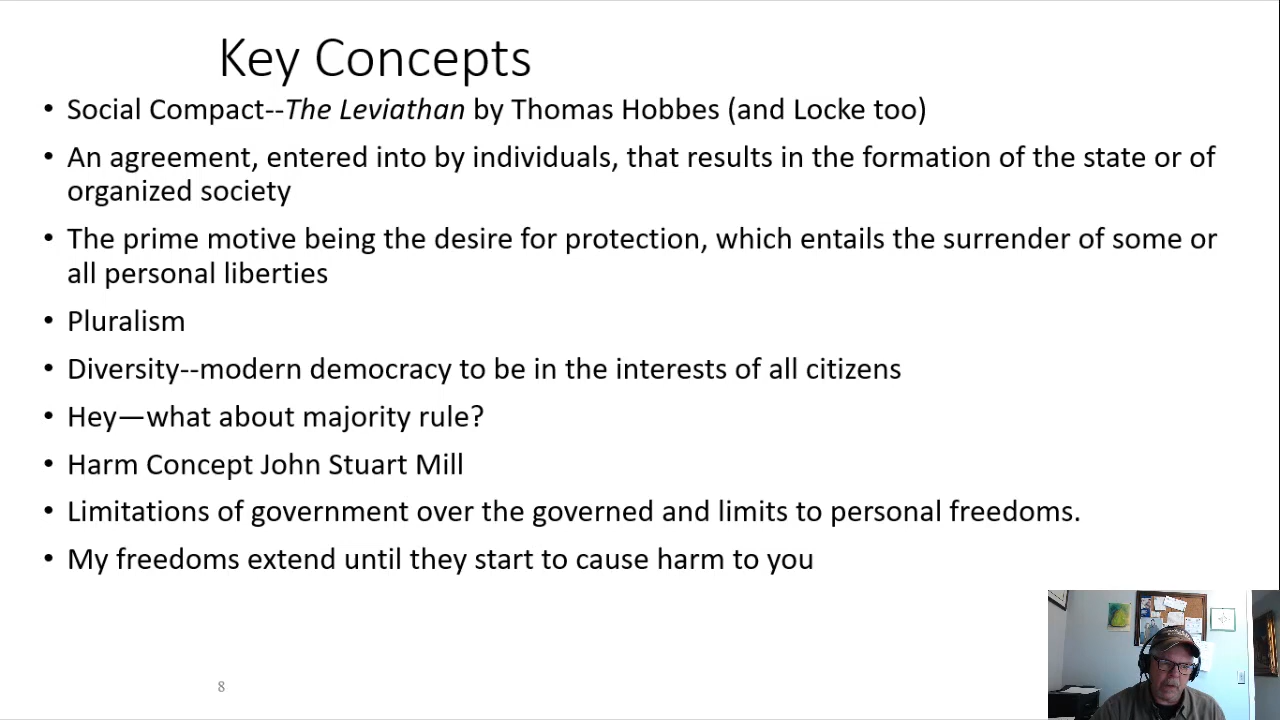 Key Concepts
• Social Compact--The Leviathan by Thomas Hobbes (and Locke too)
• An agreement, entered into by individuals, that results in the formation of the state or of
organized society
• The prime motive being the desire for protection, which entails the surrender of some or
all personal liberties
• Pluralism
• Diversity--modern democracy to be in the interests of all citizens
• Hey—what about majority rule?
• Harm Concept John Stuart Mill
• Limitations of government over the governed and limits to personal freedoms.
• My freedoms extend until they start to cause harm to you
8